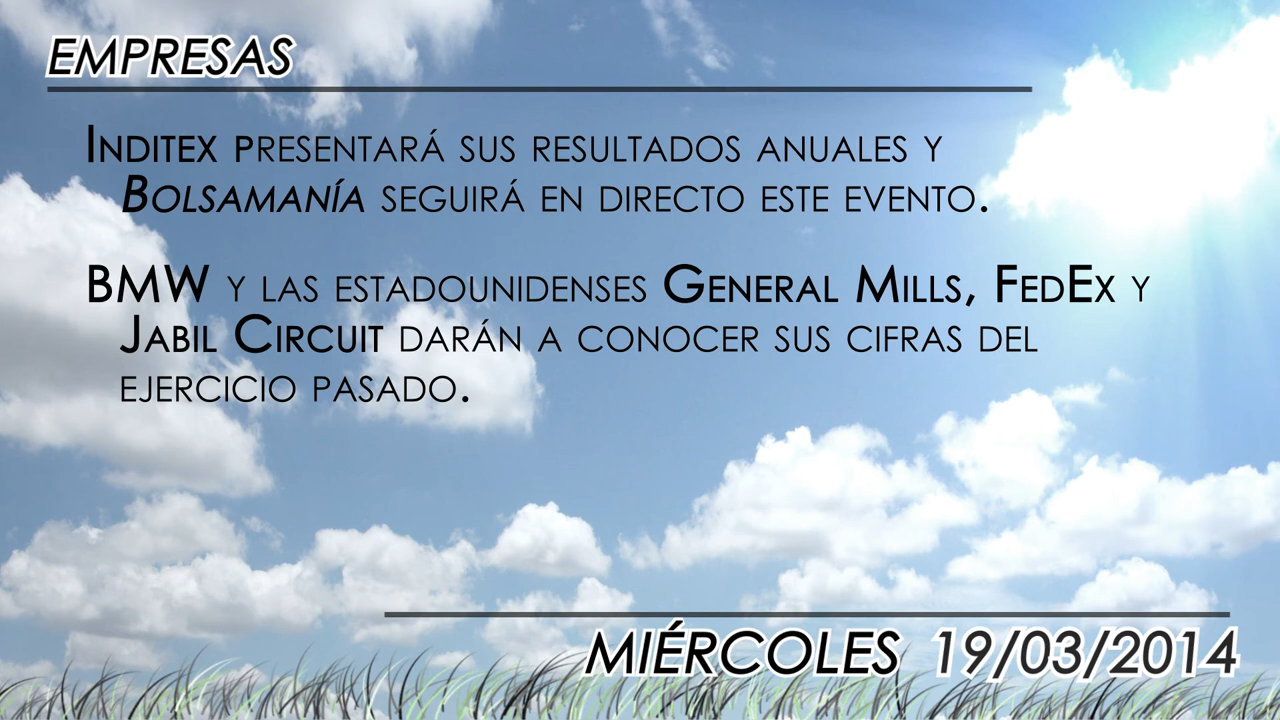 EMPRESAS
INDITEX PRESENTARÁ SUS RESULTADOS ANUALES Y
BOLSAMANÍA SEGUIRÁ EN DIRECTO ESTE EVENTO.
BMW Y LAS ESTADOUNIDENSES GENERAL MILLS, FEDEX Y
JABIL CIRCUIT DARÁN A CONOCER SUS CIFRAS DEL
EJERCICIO PASADO.
MIÉRCOLES 19/03/2014